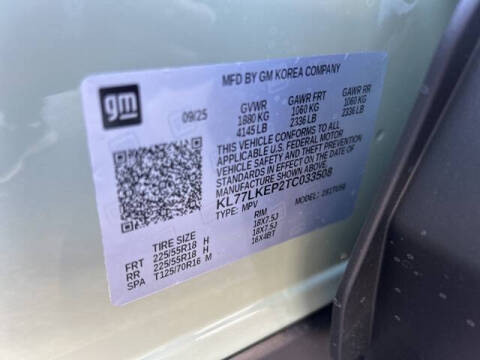 MFD BY GM KOREA COMPANY
gm
09/25
GVWR GAWR FRT GAWR RR
1880 KG 1060 KG 1060 KG
4145 LB 2336 LB 2336 LB
THIS VEHICLE CONFORMS TO ALL
APPLICABLE U.S. FEDERAL MOTOR
VEHICLE SAFETY AND THEFT PREVENTION
STANDARDS IN EFFECT ON THE DATE OF
MANUFACTURE SHOWN ABOVE.
KL77LKEP2TC033508
TYPE: MPV MODEL:
TIRE SIZE RIM
FRT 225/55R18 H 18X7.5J
RR 225/55R18 H 18X7.5J
SPA T125/70R16 M 16X4BT